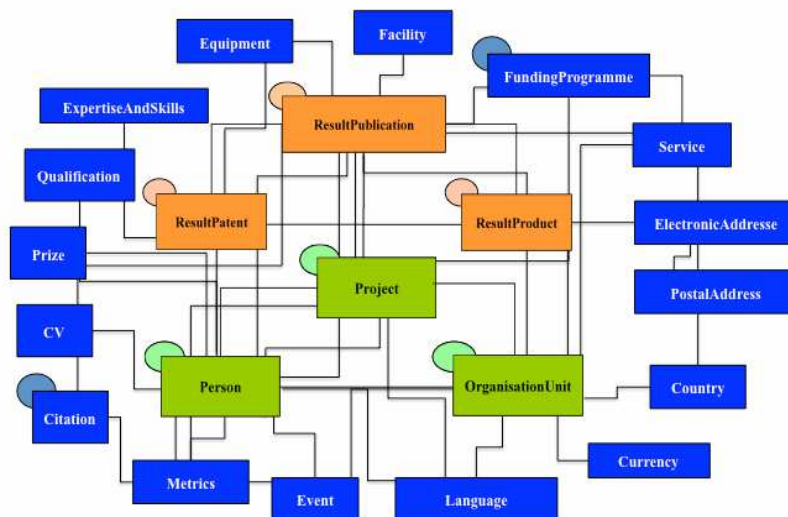 Facility
Equipment
FundingProgramme
ExpertiseAndSkills
ResultPublication
Service
Qualification
ResultPatent
ResultProduct
ElectronicAddresse
Prize
Project
PostalAddress
CV
Person
OrganisationUnit
Country
Citation
Currency
Metrics
Event
Language